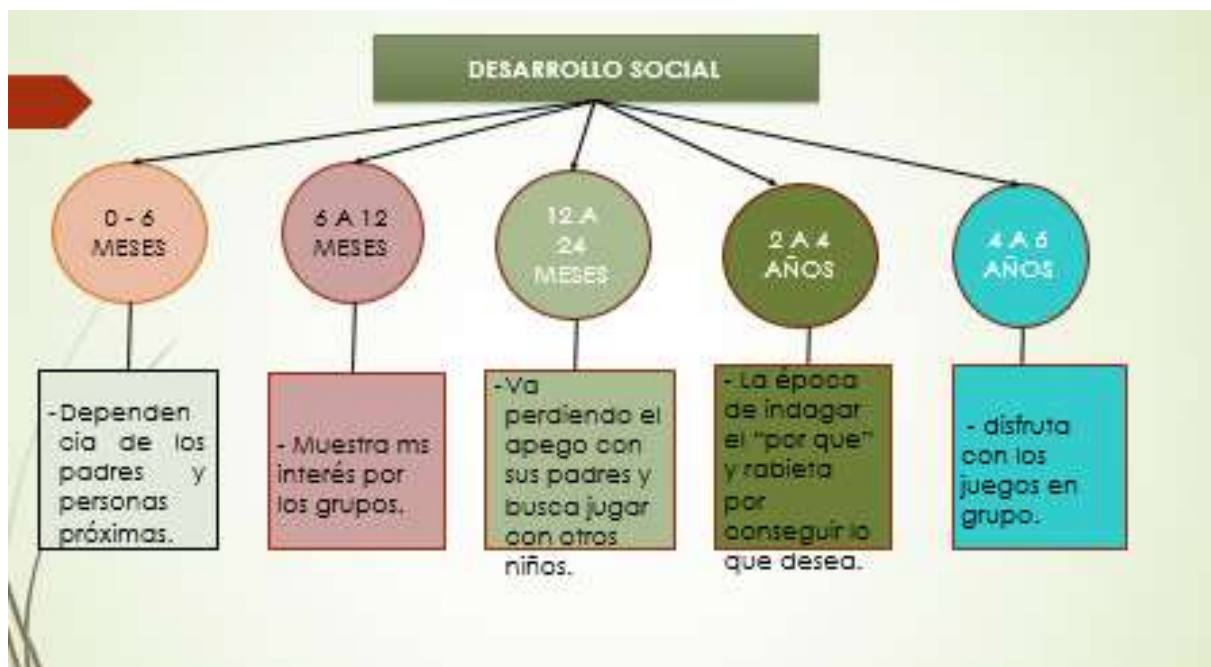 DESARROLLO SOCIAL
0 - 6
MESES
6 A 12
MESES
12 A
24
MESES
2 A 4
AÑOS
4 A 6
AÑOS
-Dependen
cia de los
padres y
personas
próximas.
- Muestra ms
interés por
los grupos.
-Va
perdiendo el
apego con
sus padres y
busca jugar
con otros
niños.
- La época
de indagar
el “por que”
y rabieta
por
conseguir lo
que desea.
- disfruta
con los
juegos en
grupo.